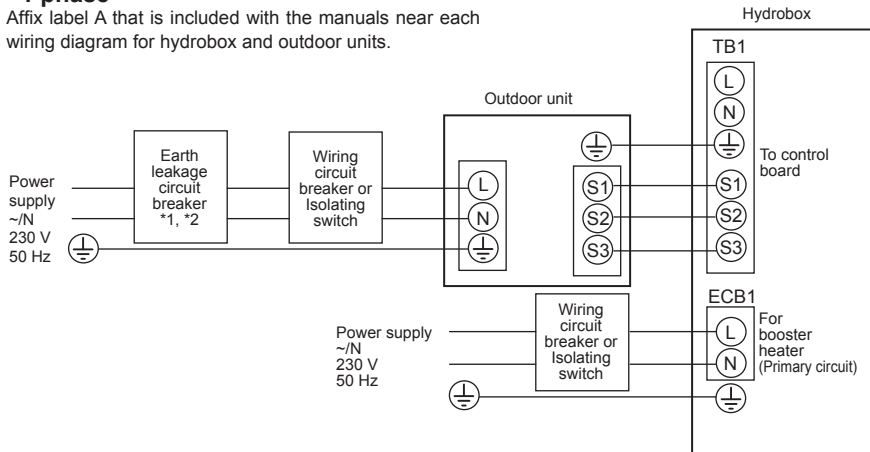 1 phase
Affix label A that is included with the manuals near each
wiring diagram for hydrobox and outdoor units.
Hydrobox
TB1
L
N
To control
board
S1
S2
S3
Outdoor unit
L
N
S1
S2
S3
Earth
leakage
circuit
breaker
*1, *2
Wiring
circuit
breaker or
Isolating
switch
Power
supply
~/N
230 V
50 Hz
ECB1
L
N
For
booster
heater
(Primary circuit)
Wiring
circuit
breaker or
Isolating
switch
Power supply
~/N
230 V
50 Hz